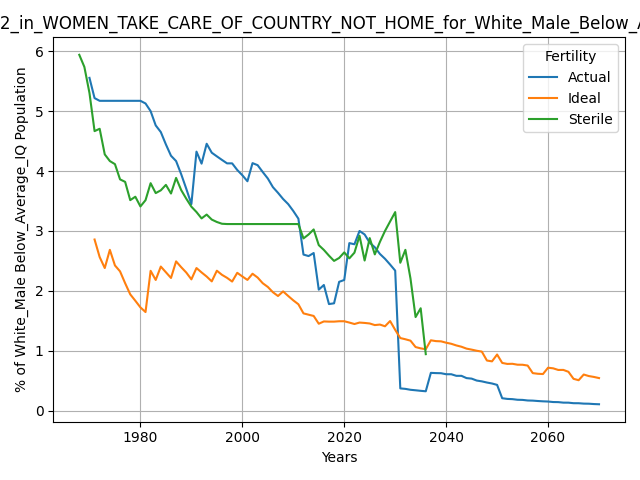 2_in_WOMEN_TAKE_CARE_OF_COUNTRY_NOT_HOME_for_White_Male_Below_
Fertility
Actual
Ideal
Sterile
% of White_Male Below_Average_IQ Population
6
5
4
3
2
1
0
1980 2000 2020 2040 2060
Years